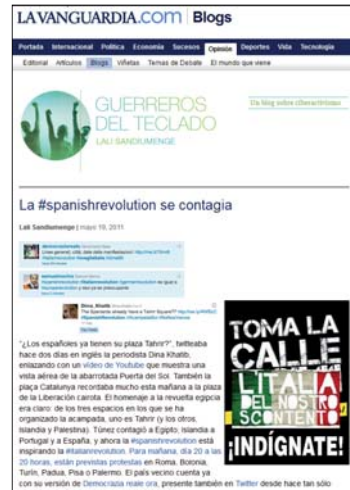 LA VANGUARDIA.COM | Blogs
Portada Internacional Política Economía Sucesos Opinión Deportes Vida Tecnología
Editorial Artículos Blogs Viñetas Temas de Debate El mundo que viene
GUERREROS
DEL TECLADO
LALI SANDIUMENGE
Un blog sobre ciberactivismo
La #spanishrevolution se contagia
Lali Sandiumenge | mayo 19, 2011
Dina_Khatib
TOMA LA
CALLE
L'ITALIA
DEL NOSTRO
SCONTENTO
¡INDÍGNATE!
"¿Los españoles ya tienen su plaza Tahrir?", twitteaba
hace dos días en inglés la periodista Dina Khatib,
enlazando con un vídeo de Youtube que muestra una
vista aérea de la abarrotada Puerta del Sol. También la
plaça Catalunya recordaba mucho esta mañana a la plaza
de la Liberación cairota. El homenaje a la revuelta egipcia
era claro: de los tres espacios en los que se ha
organizado la acampada, uno es Tahrir (y los otros,
Islandia y Palestina). Túnez contagió a Egipto, Islandia a
Portugal y a España, y ahora la #spanishrevolution está
inspirando la #italianrevolution. Para mañana, día 20 a las
20 horas, están previstas protestas en Roma, Bolonia,
Turín, Padua, Pisa o Palermo. El país vecino cuenta ya
con su versión de Democracia reale ora, presente también en Twitter desde hace tan sólo